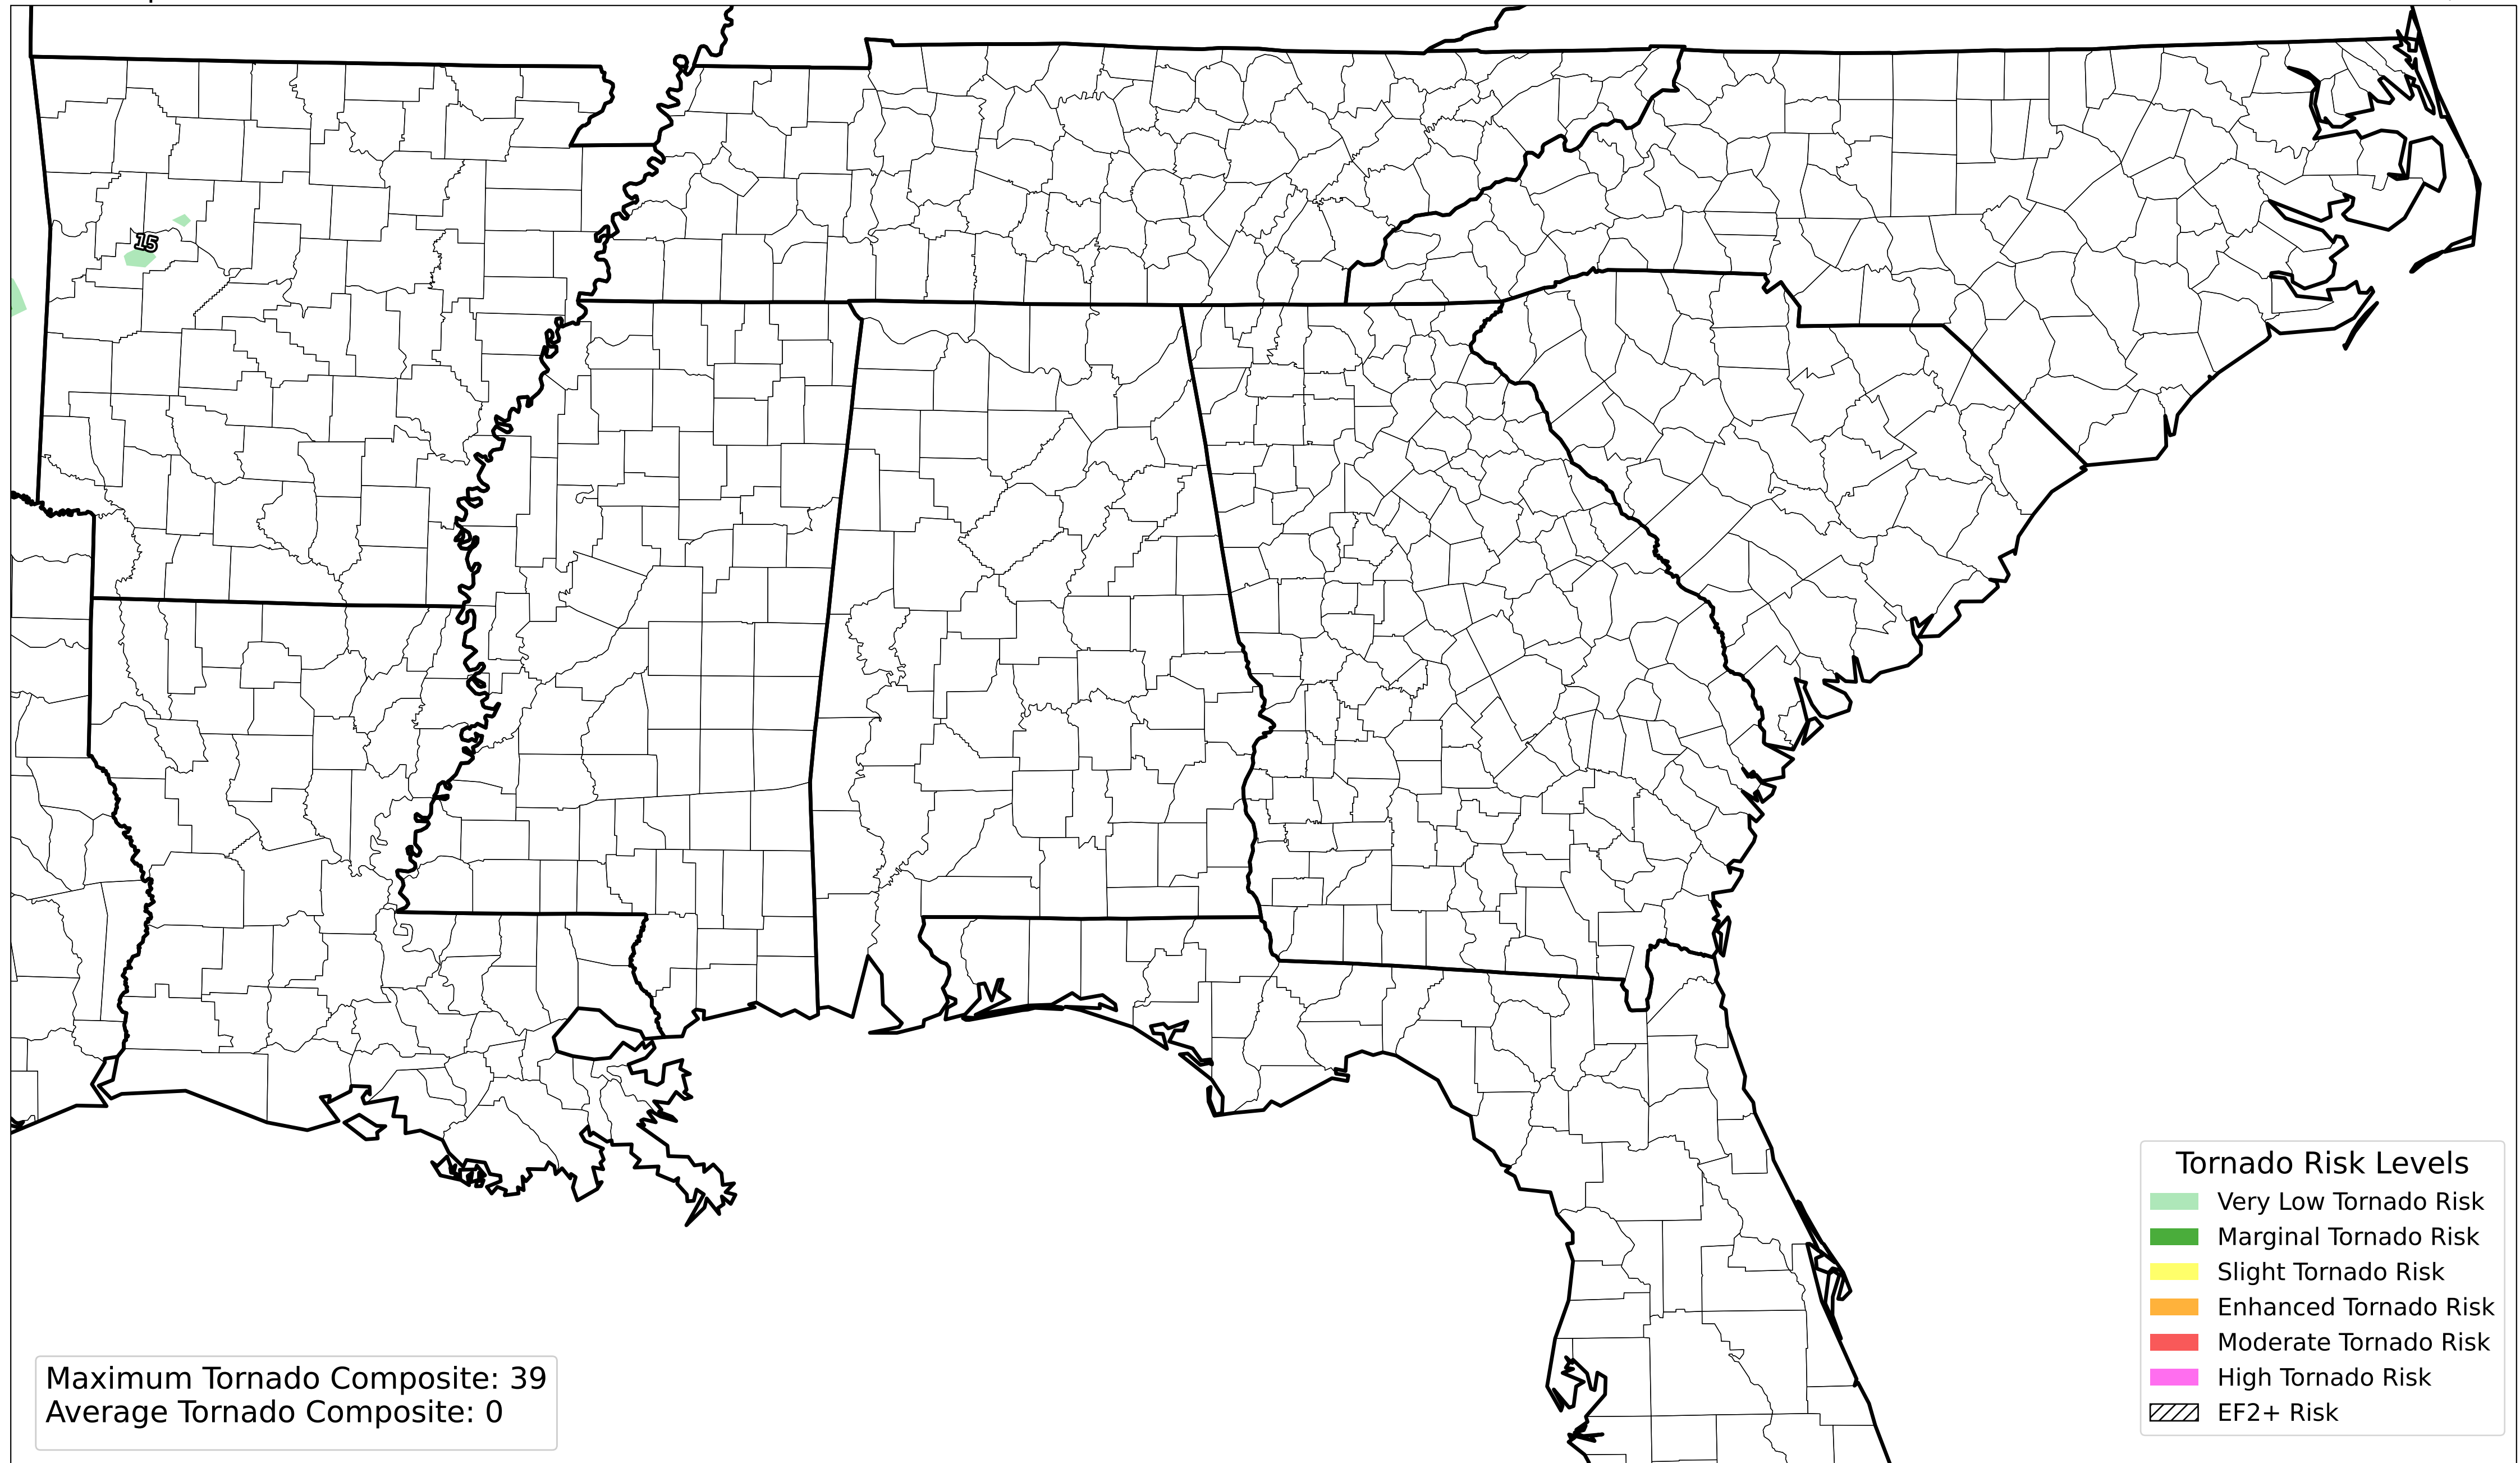 15
Tornado Risk Levels
Very Low Tornado Risk
Marginal Tornado Risk
Slight Tornado Risk
Enhanced Tornado Risk
Moderate Tornado Risk
High Tornado Risk
EF2+ Risk
Maximum Tornado Composite: 39
Average Tornado Composite: 0